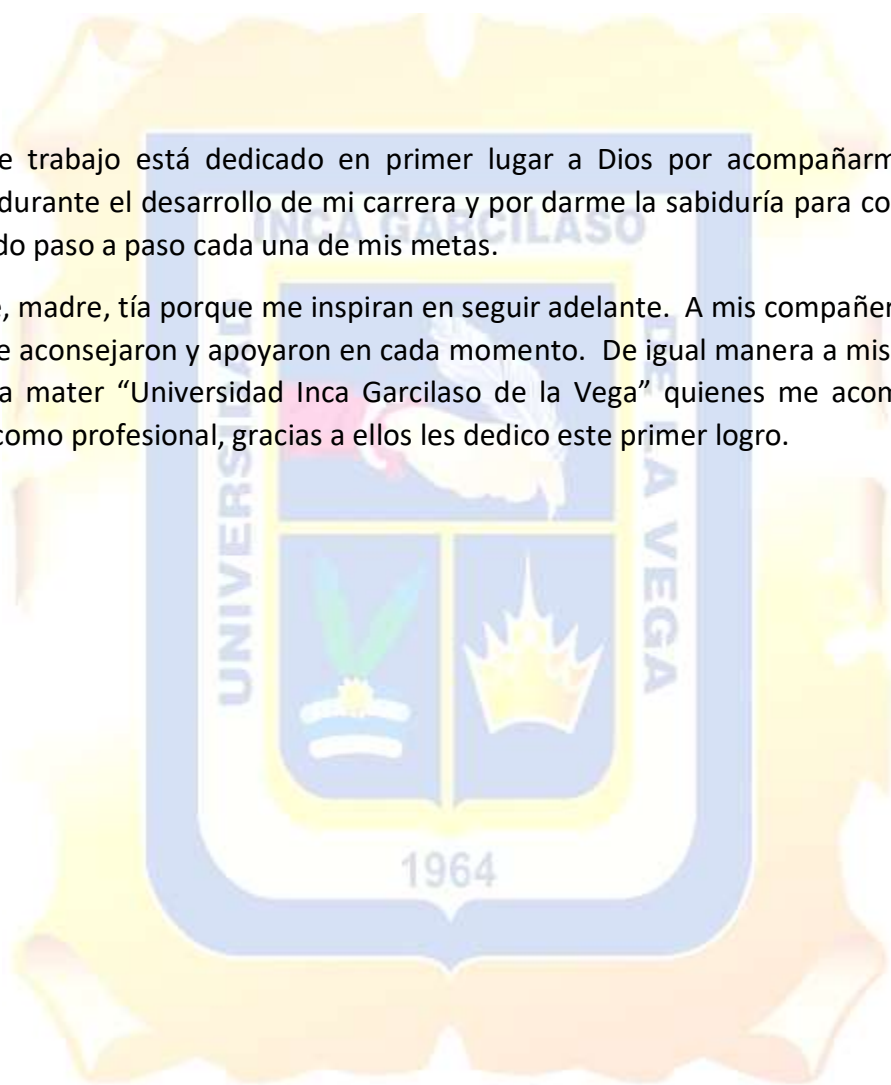 e trabajo está dedicado en primer lugar a Dios por acompañarm
durante el desarrollo de mi carrera y por darme la sabiduría para co
do paso a paso cada una de mis metas.
, madre, tía porque me inspiran en seguir adelante. A mis compañer
e aconsejaron y apoyaron en cada momento. De igual manera a mis
a mater “Universidad Inca Garcilaso de la Vega” quienes me acom
como profesional, gracias a ellos les dedico este primer logro.
UNIVERSIDAD
INCA GARCILASO
DE LA VEGA
1964